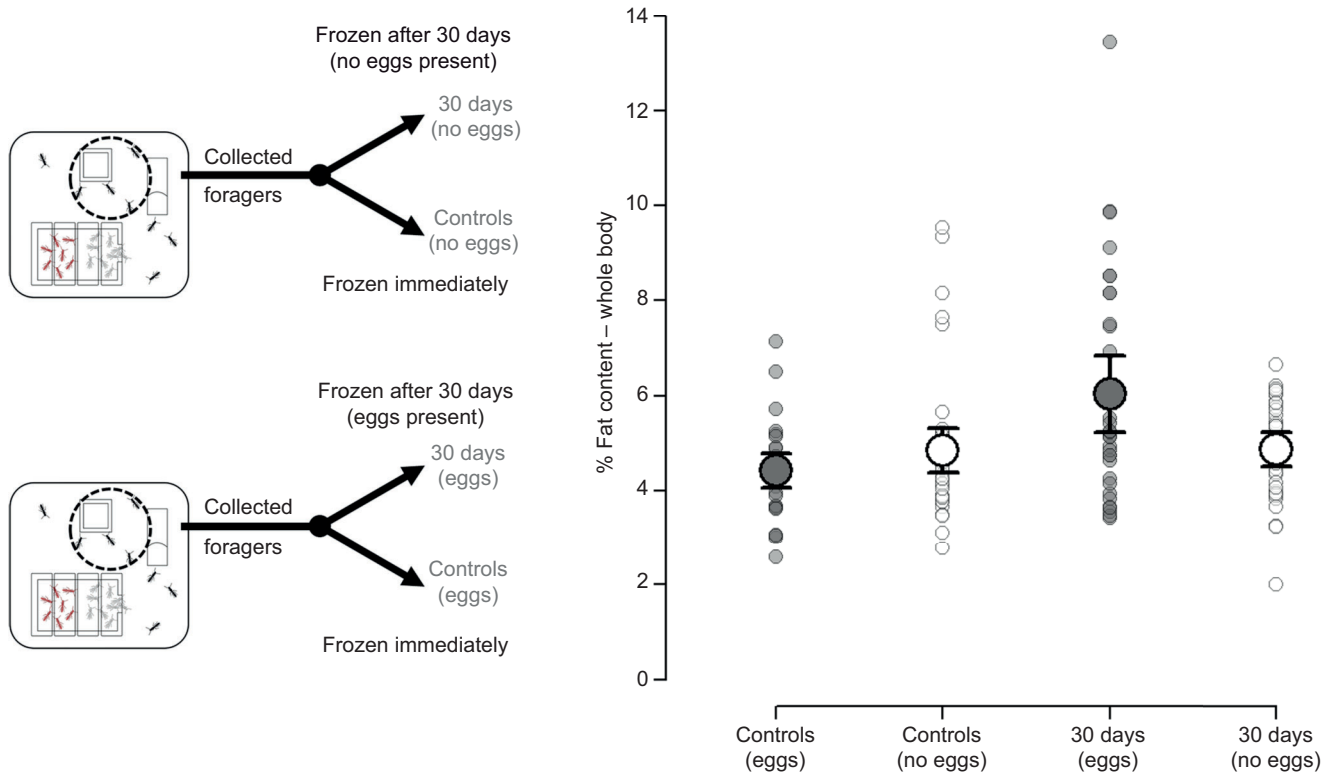 Frozen after 30 days
(no eggs present)
30 days
(no eggs)
Collected
foragers
Controls
(no eggs)
Frozen immediately
Frozen after 30 days
(eggs present)
30 days
(eggs)
Collected
foragers
Controls
(eggs)
Frozen immediately
% Fat content – whole body
14
12
10
8
6
4
2
0
Controls
(eggs)
Controls
(no eggs)
30 days
(eggs)
30 days
(no eggs)